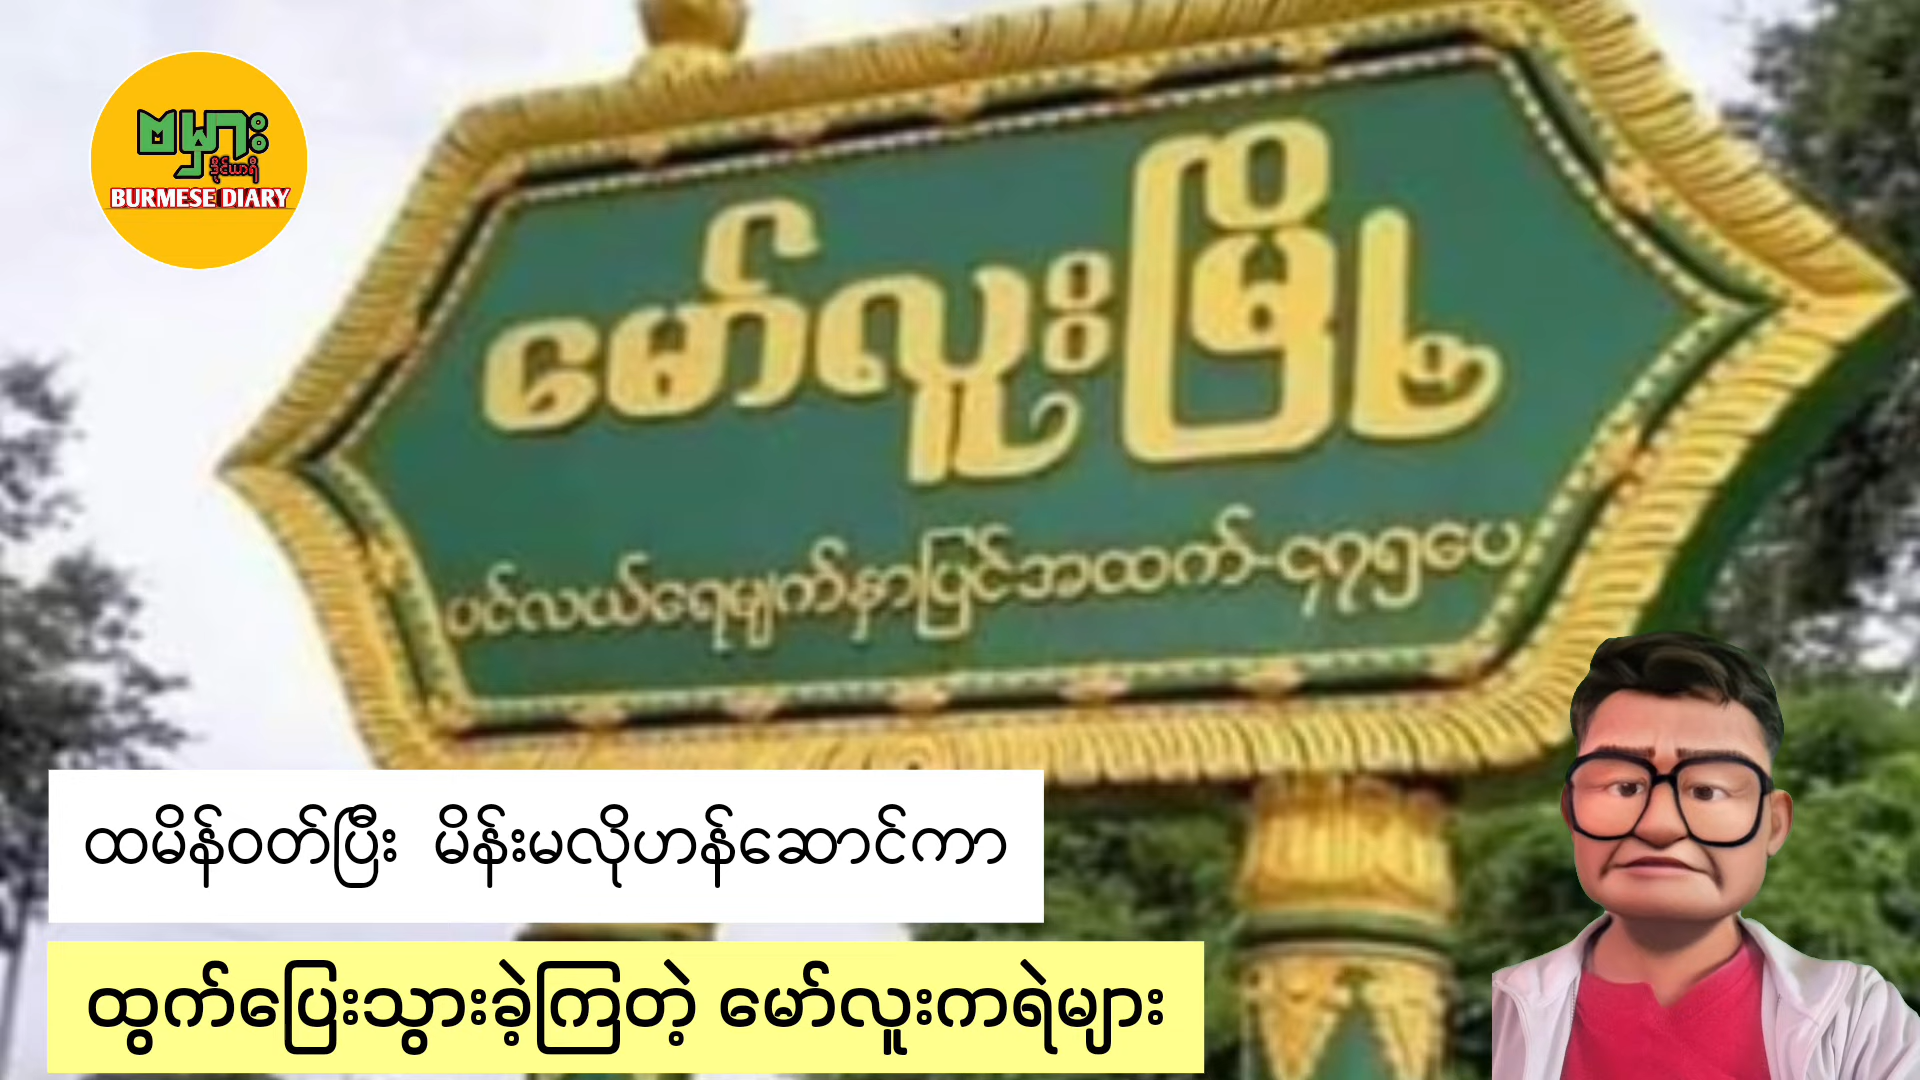 ဗမာ့
ဒိုင်ယာရီ
BURMESE DIARY
မော်လူးမြို့
ပင်လယ်ရေမျက်နှာပြင်အထက်-၄၇၅ပေ
ထမိန်ဝတ်ပြီး မိန်းမလိုဟန်ဆောင်ကာ
ထွက်ပြေးသွားခဲ့ကြတဲ့ မော်လူးကရဲများ